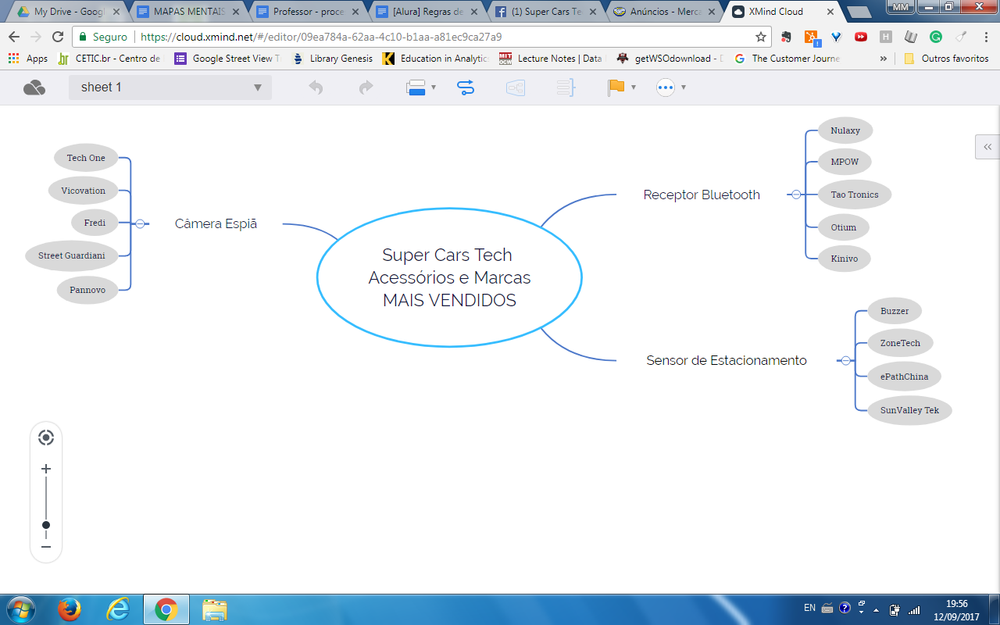 My Drive - Googl
MAPAS MENTAIS
Professor - proce
[Alura] Regras de
(1) Super Cars Te
Anúncios - Merca
XMind Cloud
MM
Seguro
https://cloud.xmind.net/#/editor/09ea784a-62aa-4c10-b1aa-a81ec9ca27a9
Apps
CETIC.br - Centro de
Google Street View T
Library Genesis
Education in Analytic
Lecture Notes | Data
getWSOdownload - D
The Customer Journe
»
Outros favoritos
sheet 1
Tech One
Vicovation
Fredi
Street Guardiani
Pannovo
Câmera Espiã
Super Cars Tech
Acessórios e Marcas
MAIS VENDIDOS
Receptor Bluetooth
Nulaxy
MPOW
Tao Tronics
Otium
Kinivo
Sensor de Estacionamento
Buzzer
ZoneTech
ePathChina
SunValley Tek
EN
19:56
12/09/2017